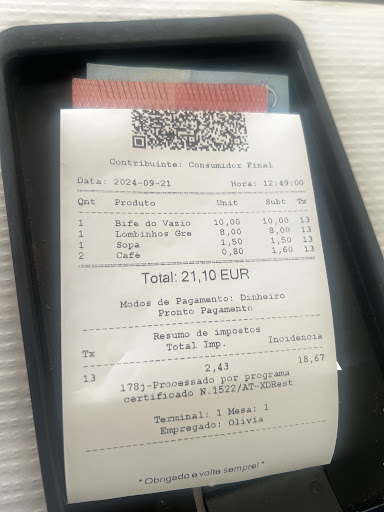 Contribuinte: Consumidor Final
Data: 2024-09-21 Hora: 12:49:00
Qnt Produto Unit Subt Tx
1 Bife do Vazio 10,00 10,00 13
1 Lombinhos Gre 8,00 8,00 13
1 Sopa 1,50 1,50 13
2 Cafe 0,80 1,60 13
Total: 21,10 EUR
Modos de Pagamento: Dinheiro
Pronto Pagamento
Resumo de impostos
Tx Total Imp. Incidencia
13 2,43 18,67
178j-Processado por programa
certificado N.1522/AT-XDRest
Terminal: 1 Mesa: 1
Empregado: Olivia
* Obrigado e volte sempre! *